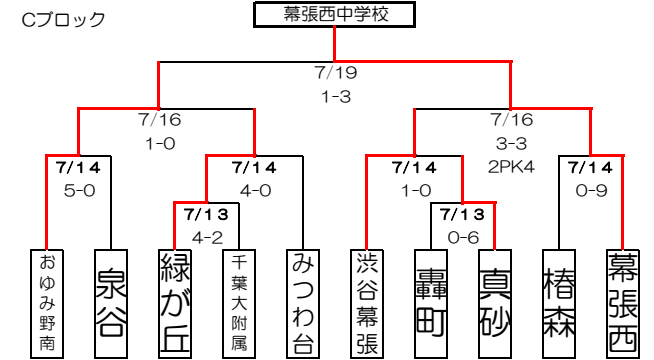 Cブロック
幕張西中学校
7/19
1-3
7/16
1-0
7/16
3-3
2PK4
7/14
5-0
7/14
4-0
7/14
1-0
7/14
0-9
7/13
4-2
7/13
0-6
おゆみ野南
泉谷
緑が丘
千葉大附属
みつわ台
渋谷幕張
轟町
真砂
椿森
幕張西